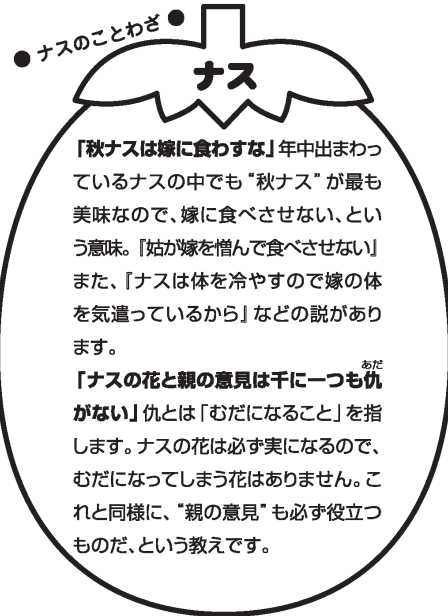 ● ナスのことわざ ●
ナス
「秋ナスは嫁に食わすな」年中出まわっ
ているナスの中でも“秋ナス”が最も
美味なので、嫁に食べさせない、とい
う意味。『姑が嫁を憎んで食べさせない』
また、『ナスは体を冷やすので嫁の体
を気遣っているから』などの説があり
ます。
あだ
「ナスの花と親の意見は千に一つも仇
がない」仇とは「むだになること」を指
します。ナスの花は必ず実になるので、
むだになってしまう花はありません。こ
れと同様に、“親の意見”も必ず役立つ
ものだ、という教えです。